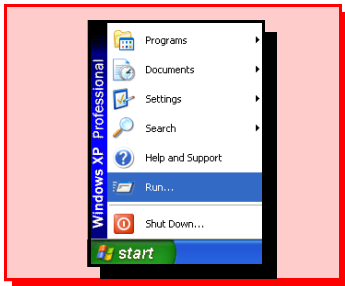 Programs
Documents
Settings
Search
Help and Support
Run...
Shut Down...
Windows XP Professional
start